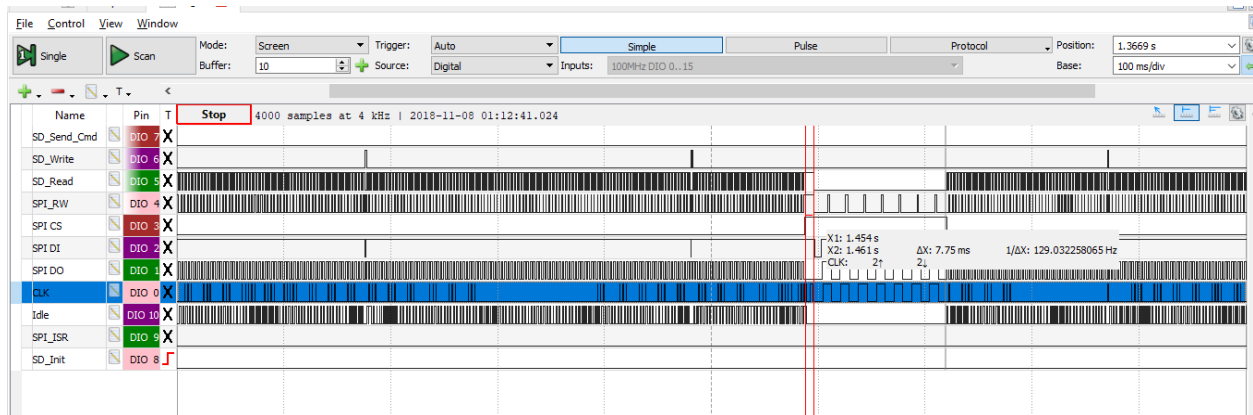 File Control View Window
Single Scan Mode: Screen Trigger: Auto Simple Pulse Protocol Position: 1.3669 s
Buffer: 10 Source: Digital Inputs: 100MHz DIO 0..15 Base: 100 ms/div
T
Name Pin T Stop 4000 samples at 4 kHz | 2018-11-08 01:12:41.024
SD_Send_Cmd DIO 7 X
SD_Write DIO 6 X
SD_Read DIO 5 X
SPI_RW DIO 4 X
SPI CS DIO 3 X
SPI DI DIO 2 X
SPI DO DIO 1 X
CLK DIO 0 X
Idle DIO 10 X
SPI_ISR DIO 9 X
SD_Init DIO 8
X1: 1.454 s
X2: 1.461 s ΔX: 7.75 ms 1/ΔX: 129.032258065 Hz
CLK: 2↑ 2↓